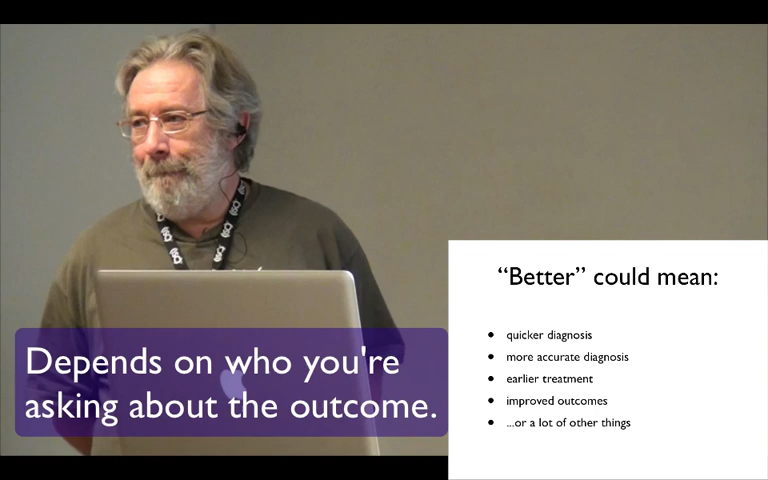 Depends on who you're
asking about the outcome.
“Better” could mean:
• quicker diagnosis
• more accurate diagnosis
• earlier treatment
• improved outcomes
• ...or a lot of other things